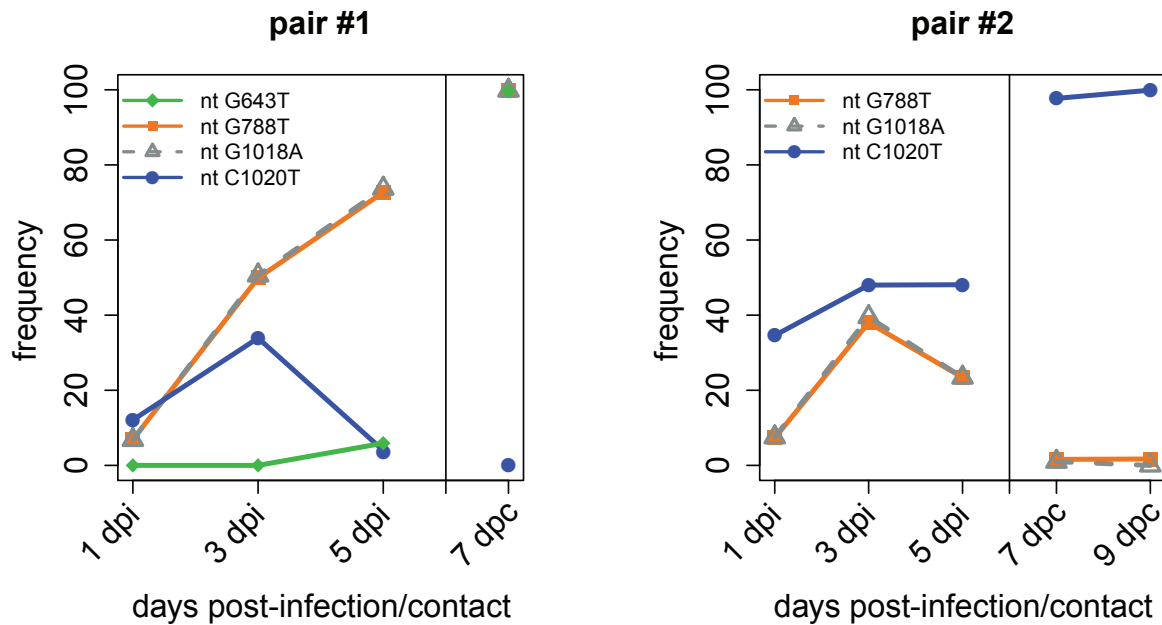 pair #1
frequency
100
80
60
40
20
0
nt G643T
nt G788T
nt G1018A
nt C1020T
1 dpi
3 dpi
5 dpi
7 dpc
days post-infection/contact
pair #2
frequency
100
80
60
40
20
0
nt G788T
nt G1018A
nt C1020T
1 dpi
3 dpi
5 dpi
7 dpc
9 dpc
days post-infection/contact